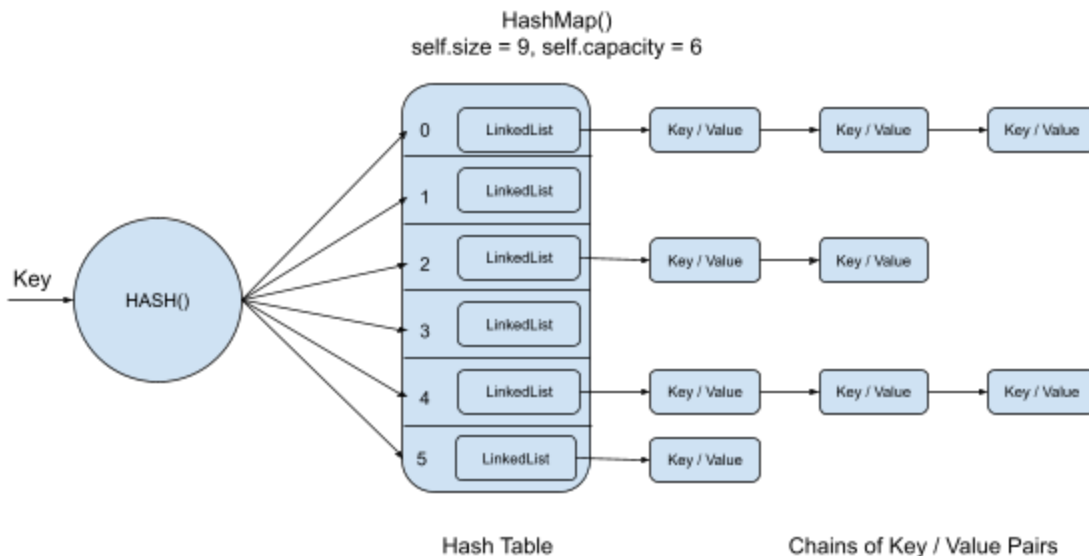 HashMap()
self.size = 9, self.capacity = 6
0 LinkedList Key / Value Key / Value Key / Value
1 LinkedList
2 LinkedList Key / Value Key / Value
Key
HASH()
3 LinkedList
4 LinkedList Key / Value Key / Value Key / Value
5 LinkedList Key / Value
Hash Table Chains of Key / Value Pairs